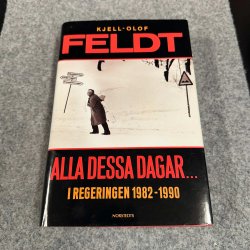 KJELL-OLOF
FELDT
ALLA DESSA DAGAR...
I REGERINGEN 1982-1990
NORSTEDTS